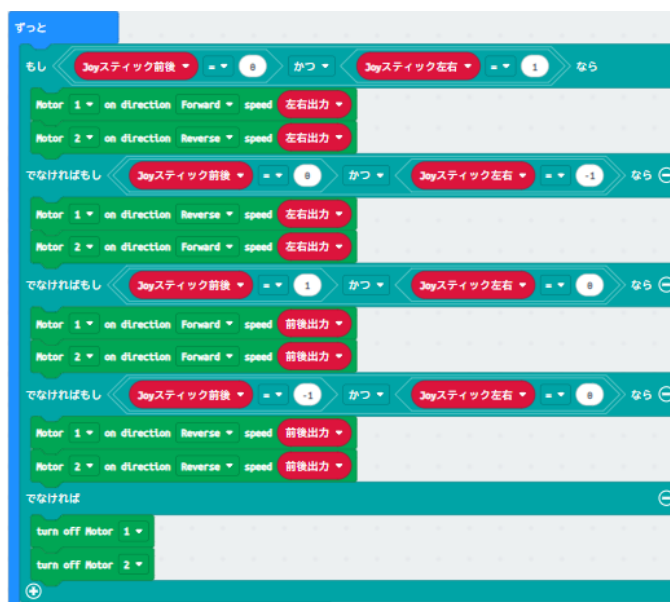 ずっと
もし Joyスティック前後 = 0 かつ Joyスティック左右 = 1 なら
Motor 1 on direction Forward speed 左右出力
Motor 2 on direction Reverse speed 左右出力
でなければもし Joyスティック前後 = 0 かつ Joyスティック左右 = -1 なら
Motor 1 on direction Reverse speed 左右出力
Motor 2 on direction Forward speed 左右出力
でなければもし Joyスティック前後 = 1 かつ Joyスティック左右 = 0 なら
Motor 1 on direction Forward speed 前後出力
Motor 2 on direction Forward speed 前後出力
でなければもし Joyスティック前後 = -1 かつ Joyスティック左右 = 0 なら
Motor 1 on direction Reverse speed 前後出力
Motor 2 on direction Reverse speed 前後出力
でなければ
turn off Motor 1
turn off Motor 2